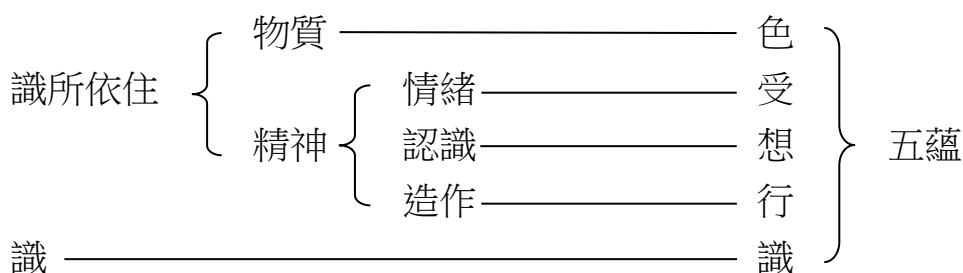 物質 色
識所依住 情緒 受
精神 認識 想 五蘊
造作 行
識 識